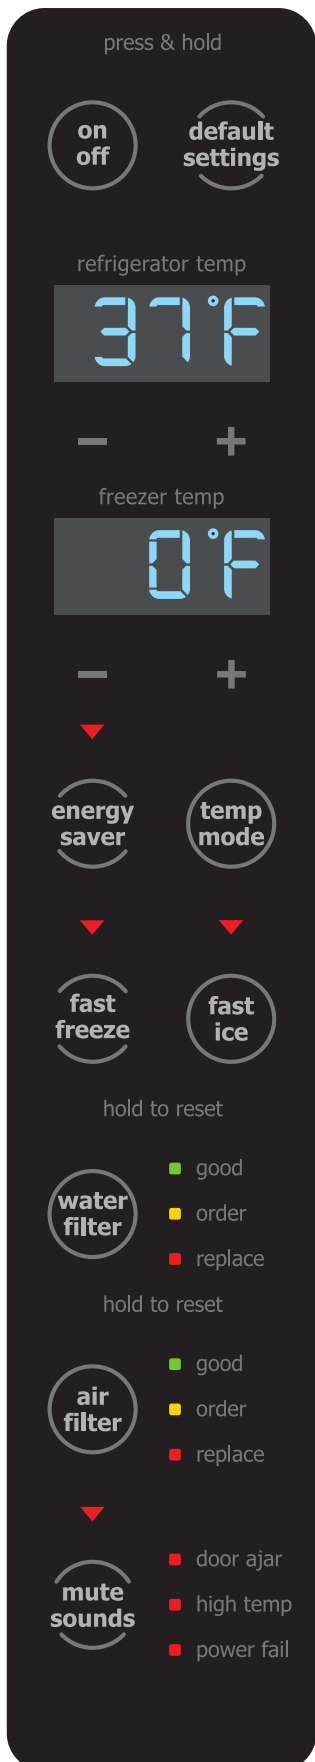 press & hold
on
off
default
settings
refrigerator temp
37°F
− +
freezer temp
0°F
− +
energy
saver
temp
mode
fast
freeze
fast
ice
hold to reset
water
filter
good
order
replace
hold to reset
air
filter
good
order
replace
mute
sounds
door ajar
high temp
power fail